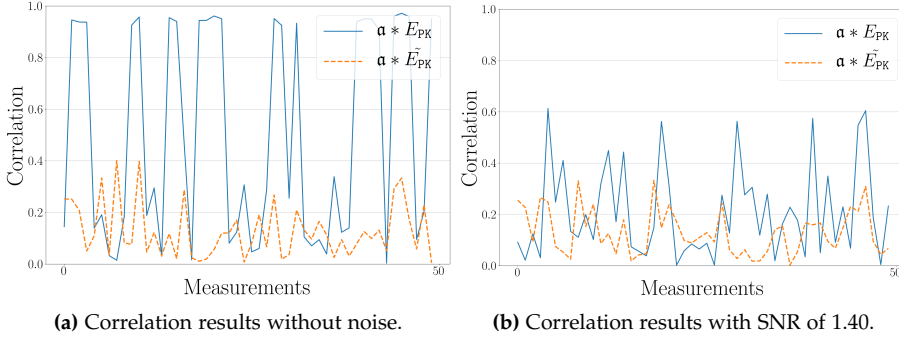 1.0
0.8
0.6
0.4
0.2
0.0
Correlation
0
50
Measurements
𝔞 * E_PK
𝔞 * Ẽ_PK
(a) Correlation results without noise.
1.0
0.8
0.6
0.4
0.2
0.0
Correlation
0
50
Measurements
𝔞 * E_PK
𝔞 * Ẽ_PK
(b) Correlation results with SNR of 1.40.